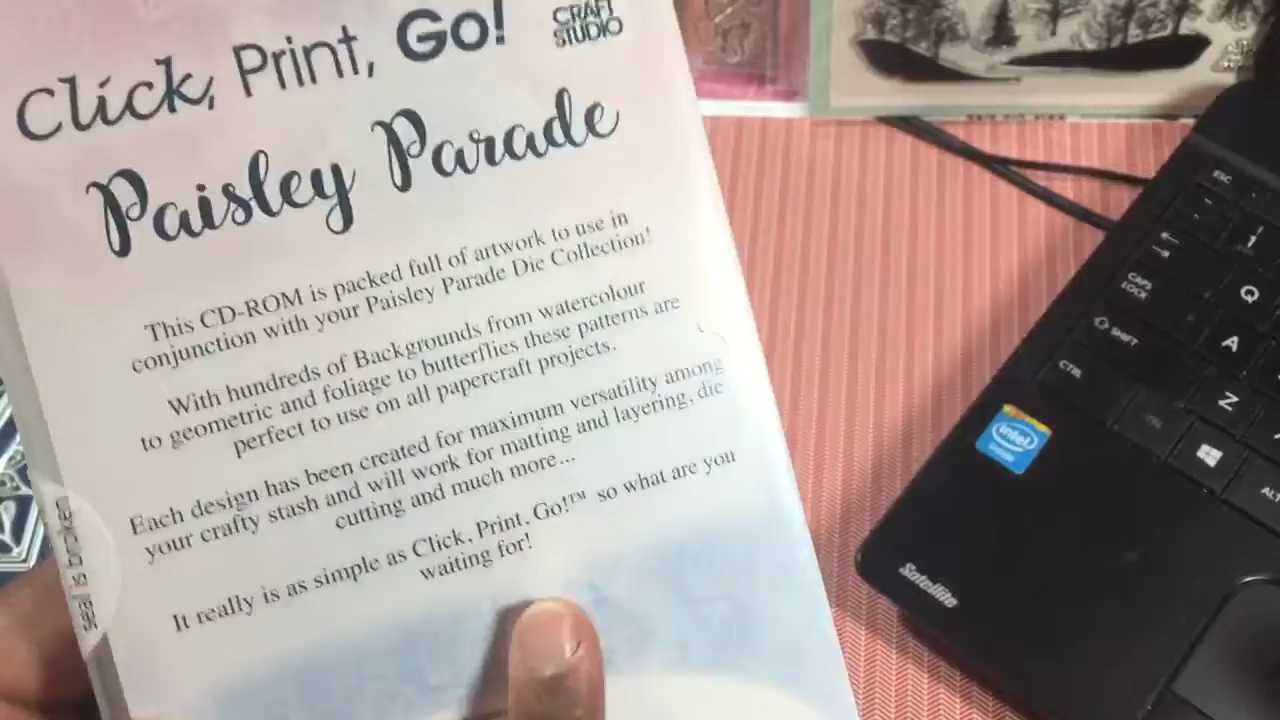 Click, Print, Go!
CRAFT
STUDIO
Paisley Parade
This CD-ROM is packed full of artwork to use in
conjunction with your Paisley Parade Die Collection!
With hundreds of Backgrounds from watercolour
to geometric and foliage to butterflies these patterns are
perfect to use on all papercraft projects.
Each design has been created for maximum versatility among
your crafty stash and will work for matting and layering, die
cutting and much more...
It really is as simple as Click, Print, Go!™ so what are you
waiting for!
ESC
1
Q
CAPS
LOCK
A
SHIFT
Z
CTRL
ALT
intel
Satellite